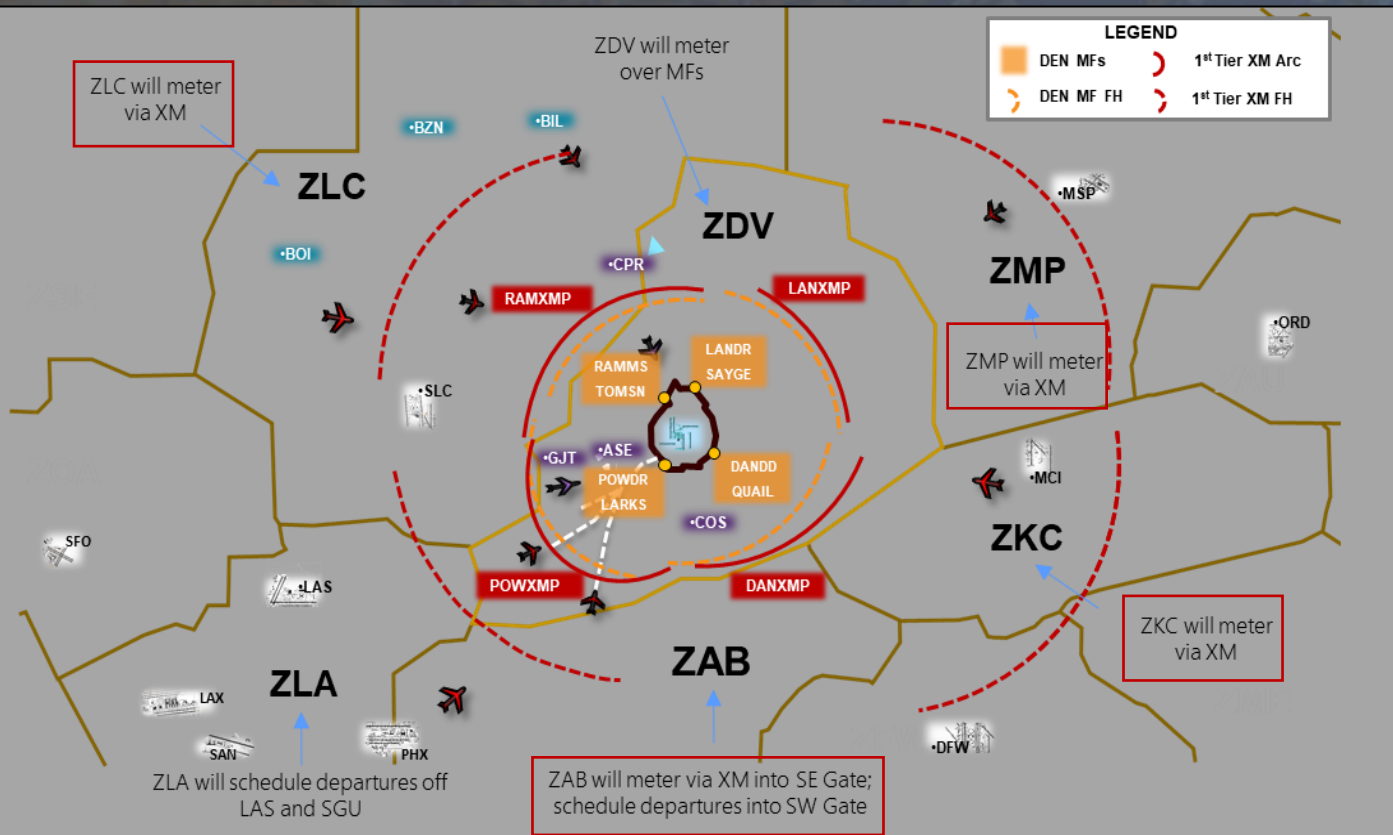 LEGEND
DEN MFs
1st Tier XM Arc
DEN MF FH
1st Tier XM FH
ZDV will meter
over MFs
ZLC will meter
via XM
•BZN
•BIL
ZLC
•MSP
ZDV
•BOI
•CPR
ZMP
RAMXMP
LANXMP
•ORD
LANDR
SAYGE
RAMMS
TOMSN
ZMP will meter
via XM
•SLC
•GJT
•ASE
POWDR
LARKS
DANDD
QUAIL
•MCI
•COS
SFO
ZKC
•LAS
POWXMP
DANXMP
ZKC will meter
via XM
ZAB
ZLA
LAX
SAN
PHX
•DFW
ZLA will schedule departures off
LAS and SGU
ZAB will meter via XM into SE Gate;
schedule departures into SW Gate